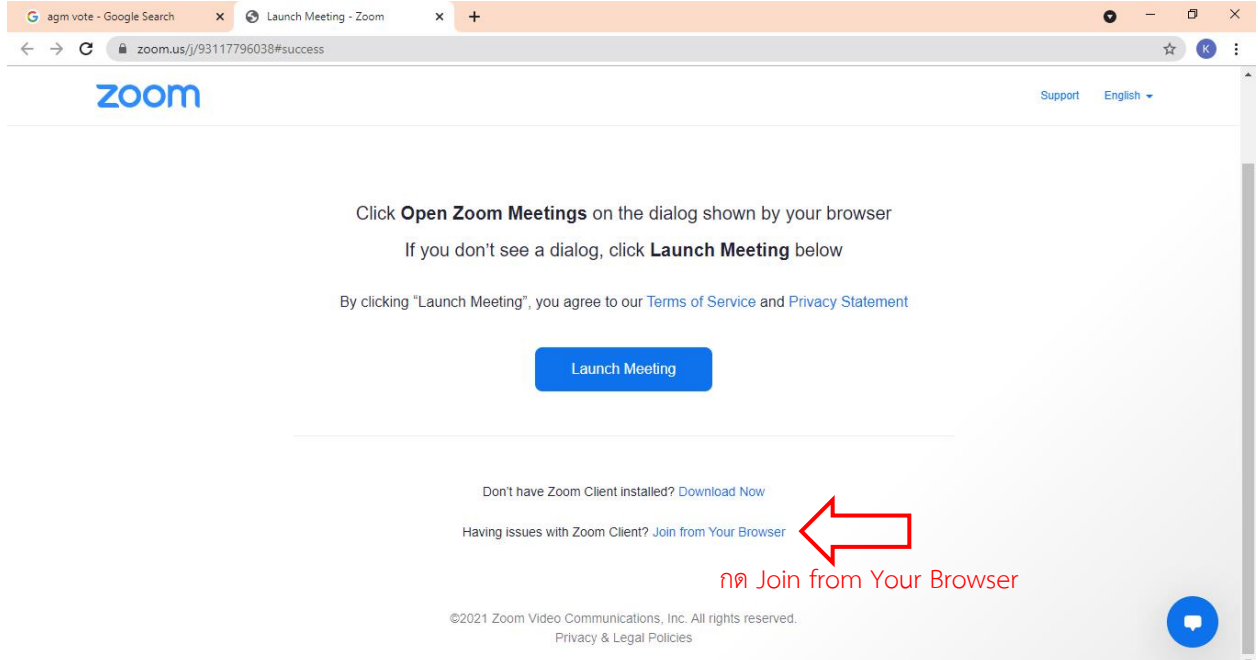 agm vote - Google Search
Launch Meeting - Zoom
zoom.us/j/93117796038#success
K
zoom
Support English
Click Open Zoom Meetings on the dialog shown by your browser
If you don't see a dialog, click Launch Meeting below
By clicking “Launch Meeting”, you agree to our Terms of Service and Privacy Statement
Launch Meeting
Don't have Zoom Client installed? Download Now
Having issues with Zoom Client? Join from Your Browser
กด Join from Your Browser
©2021 Zoom Video Communications, Inc. All rights reserved.
Privacy & Legal Policies